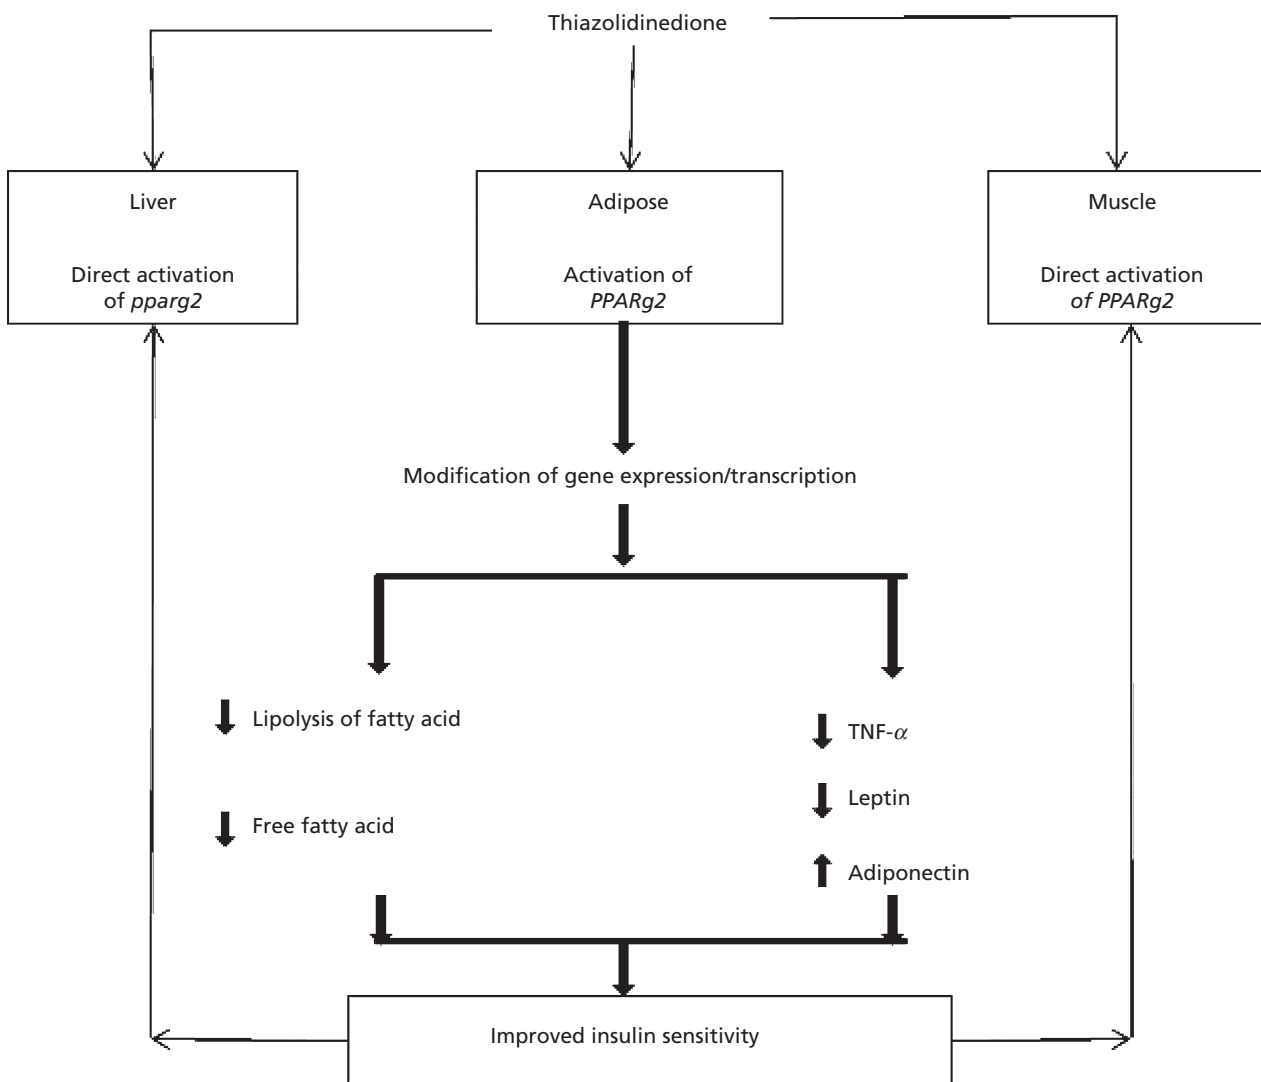 Thiazolidinedione
Liver
Direct activation
of pparg2
Adipose
Activation of
PPARg2
Muscle
Direct activation
of PPARg2
Modification of gene expression/transcription
Lipolysis of fatty acid
Free fatty acid
TNF-α
Leptin
Adiponectin
Improved insulin sensitivity